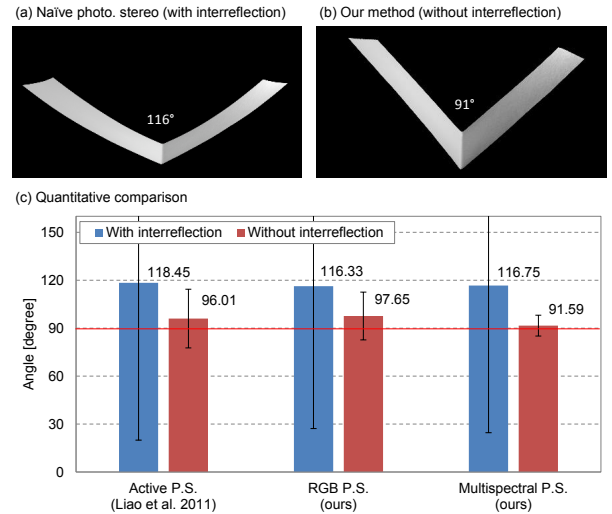 (a) Naïve photo. stereo (with interreflection)
(b) Our method (without interreflection)
116°
91°
(c) Quantitative comparison
With interreflection
Without interreflection
150
120
90
60
30
0
Angle [degree]
118.45
96.01
116.33
97.65
116.75
91.59
Active P.S.
(Liao et al. 2011)
RGB P.S.
(ours)
Multispectral P.S.
(ours)